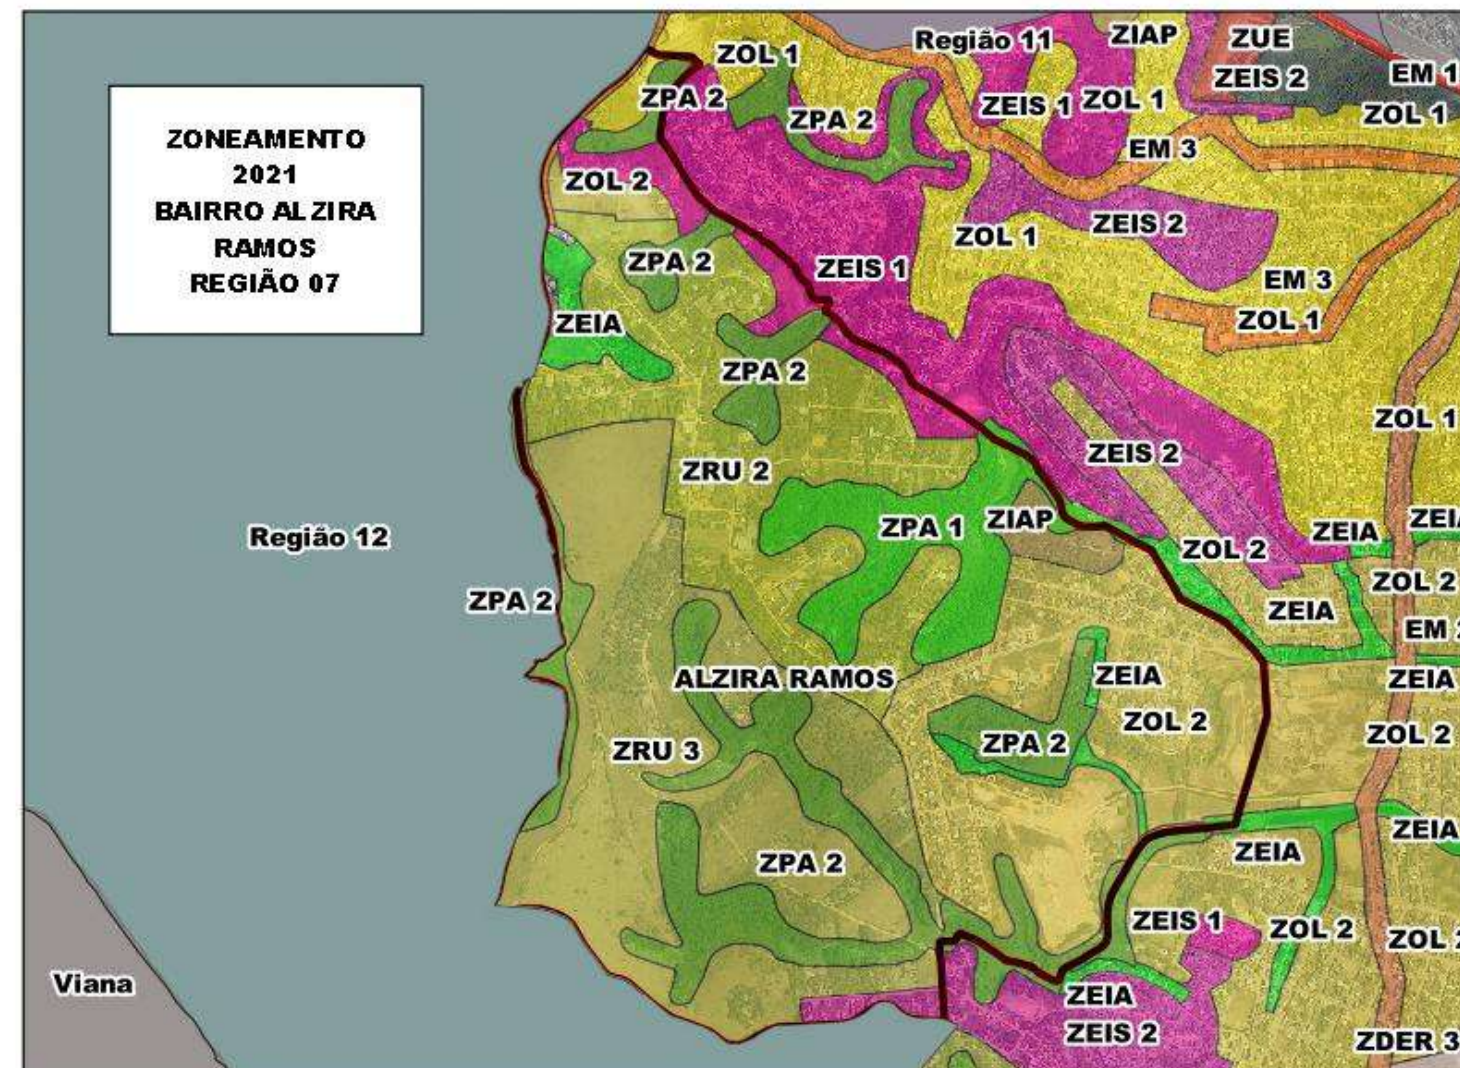 ZONEAMENTO
2021
BAIRRO ALZIRA
RAMOS
REGIÃO 07
Região 11
ZIAP
ZUE
ZOL 1
EM 1
ZEIS 2
ZPA 2
ZEIS 1
ZOL 1
ZOL 1
ZPA 2
EM 3
ZOL 2
ZEIS 2
ZOL 1
ZPA 2
ZEIS 1
EM 3
ZEIA
ZOL 1
ZPA 2
ZOL 1
ZEIS 2
ZRU 2
ZPA 1
ZIAP
ZEIA
ZEIA
Região 12
ZOL 2
ZOL 2
ZPA 2
ZEIA
EM
ALZIRA RAMOS
ZEIA
ZEIA
ZOL 2
ZPA 2
ZOL 2
ZRU 3
ZEIA
ZEIA
ZPA 2
ZEIS 1
ZOL 2
ZOL 2
Viana
ZEIA
ZEIS 2
ZDER 3